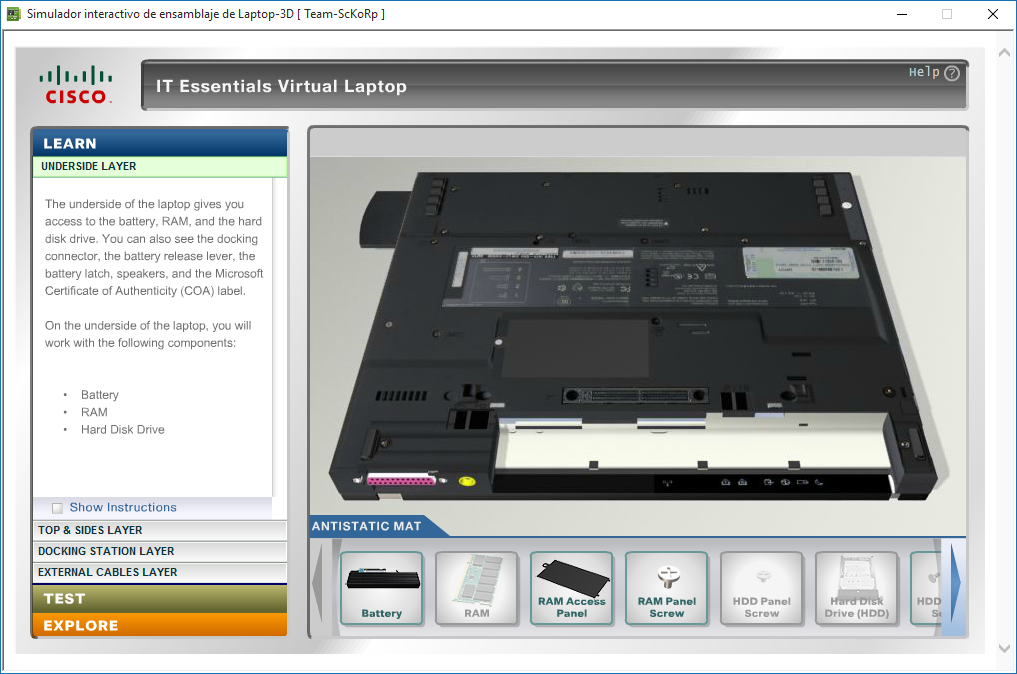 Simulador interactivo de ensamblaje de Laptop-3D [ Team-ScKoRp ]
CISCO
IT Essentials Virtual Laptop
Help ?
LEARN
UNDERSIDE LAYER
The underside of the laptop gives you
access to the battery, RAM, and the hard
disk drive. You can also see the docking
connector, the battery release lever, the
battery latch, speakers, and the Microsoft
Certificate of Authenticity (COA) label.
On the underside of the laptop, you will
work with the following components:
• Battery
• RAM
• Hard Disk Drive
Show Instructions
TOP & SIDES LAYER
DOCKING STATION LAYER
EXTERNAL CABLES LAYER
TEST
EXPLORE
ANTISTATIC MAT
Battery
RAM
RAM Access
Panel
RAM Panel
Screw
HDD Panel
Screw
Hard Disk
Drive (HDD)
HDD